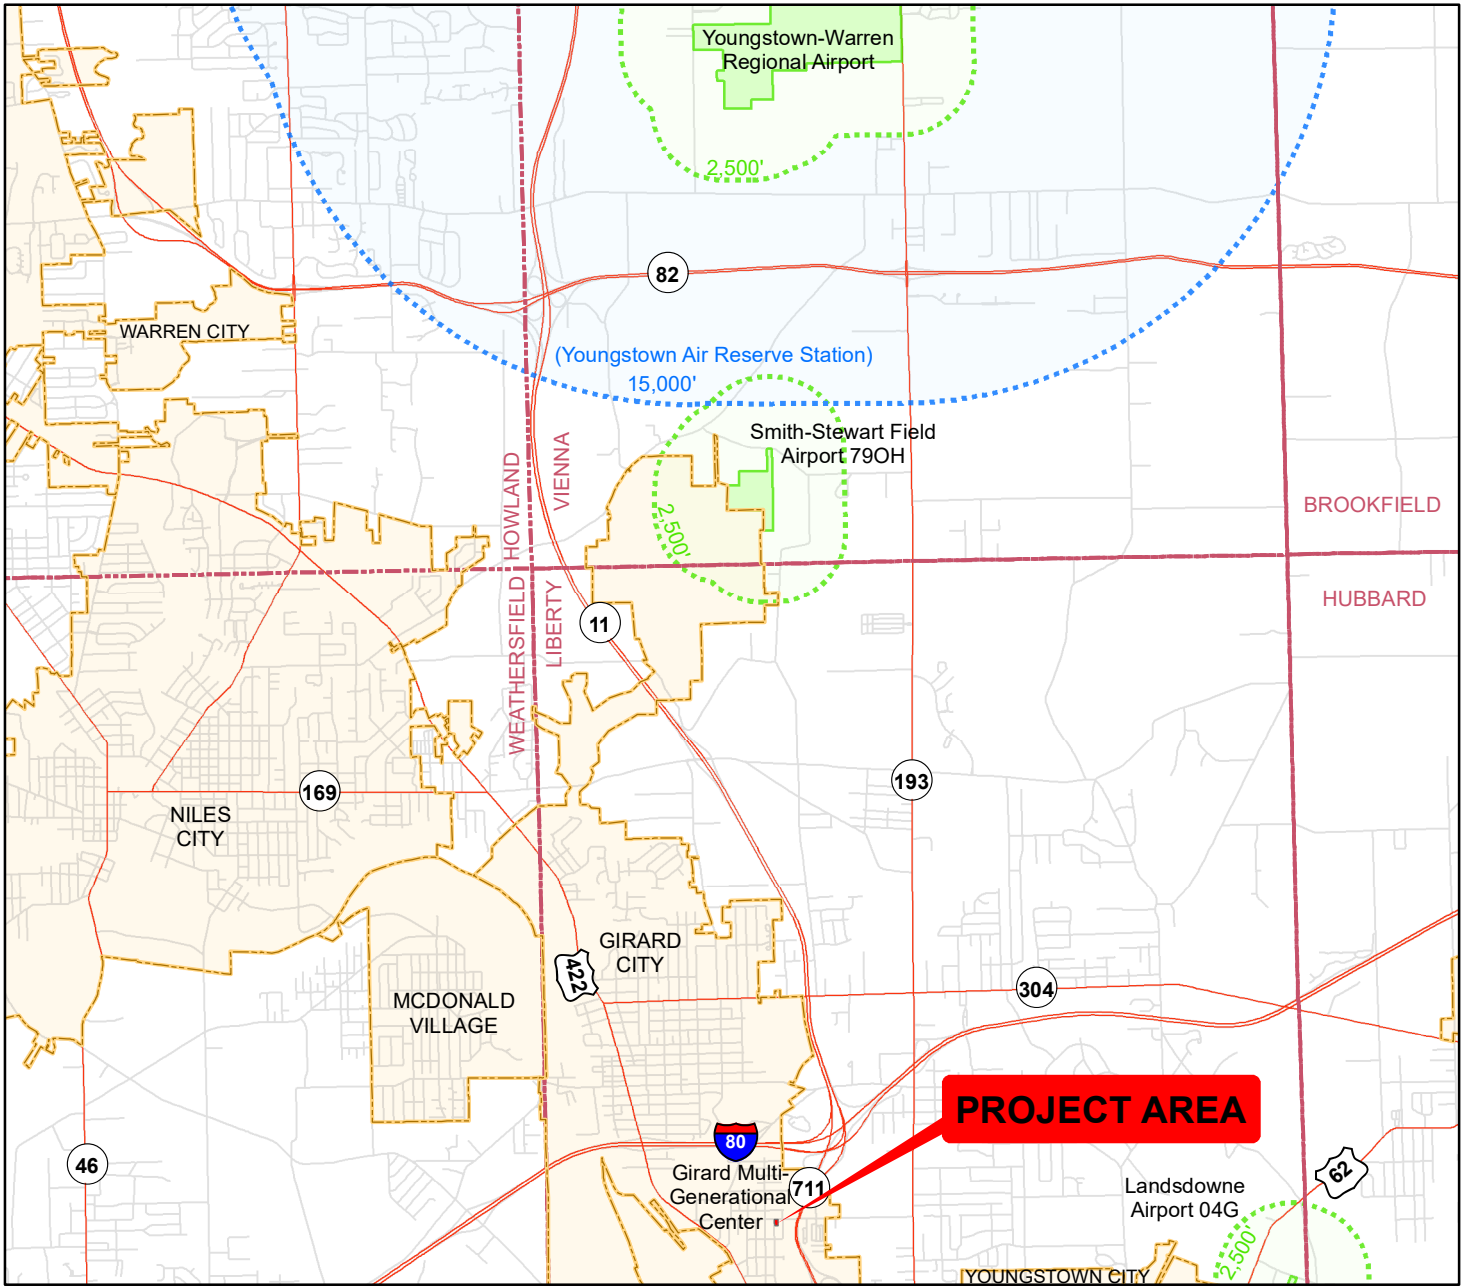 Youngstown-Warren
Regional Airport
2,500'
82
WARREN CITY
(Youngstown Air Reserve Station)
15,000'
Smith-Stewart Field
Airport 79OH
HOWLAND
VIENNA
2,500'
BROOKFIELD
HUBBARD
WEATHERSFIELD
LIBERTY
11
169
193
NILES
CITY
GIRARD
CITY
422
MCDONALD
VILLAGE
304
PROJECT AREA
80
46
Girard Multi-
Generational
Center
711
62
Landsdowne
Airport 04G
2,500'
YOUNGSTOWN CITY